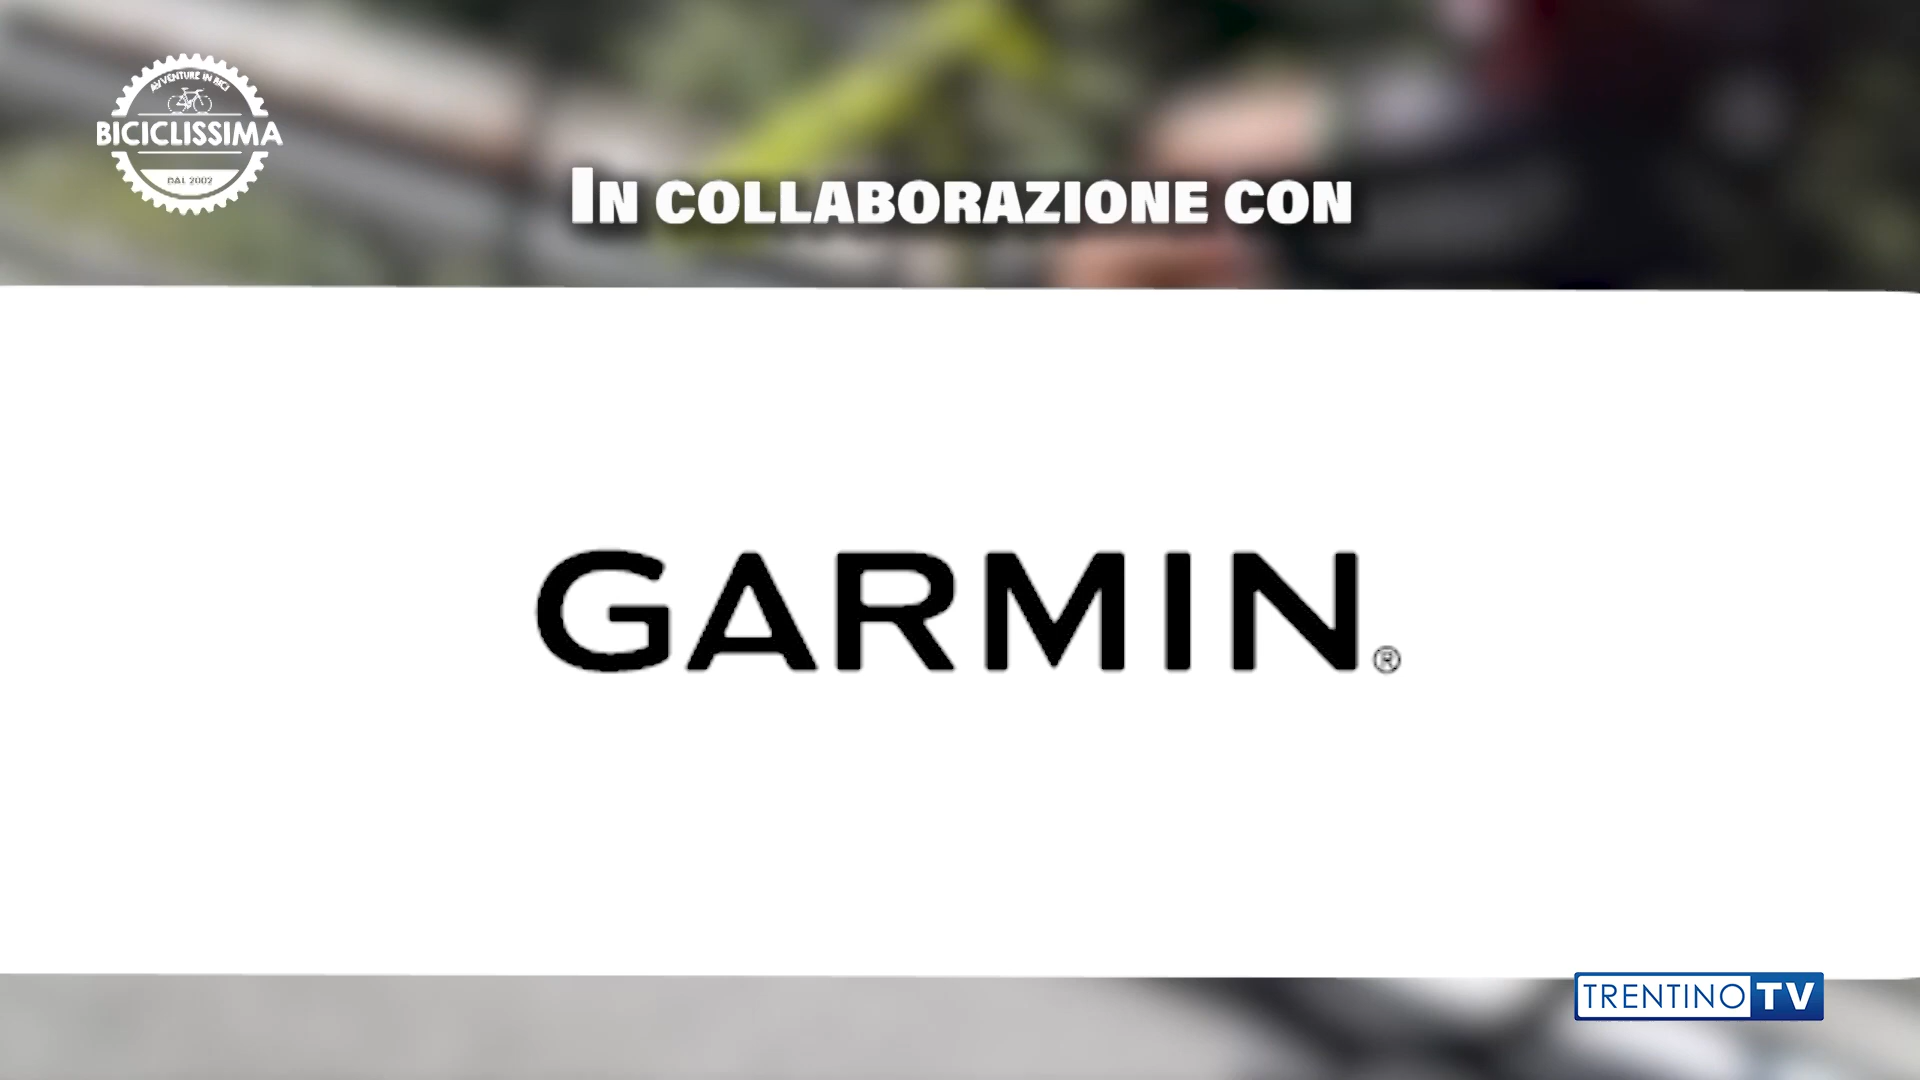 AVVENTURE IN BICI
BICICLISSIMA
DAL 2002
IN COLLABORAZIONE CON
GARMIN®
TRENTINO TV